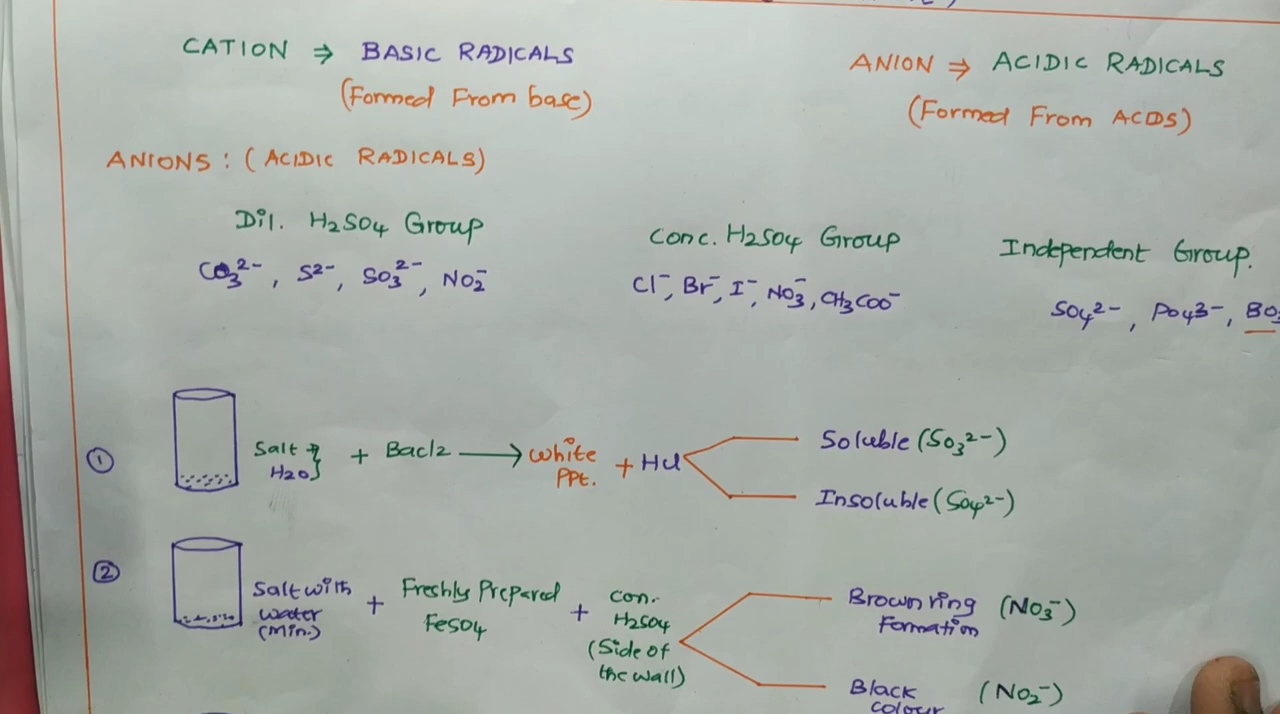 CATION ⇒ BASIC RADICALS
(Formed From base)
ANION ⇒ ACIDIC RADICALS
(Formed From ACDS)
ANIONS : (ACIDIC RADICALS)
Dil. H2SO4 Group
CO3 2-, S2-, SO3 2-, NO2-
Conc. H2SO4 Group
Cl-, Br-, I-, NO3-, CH3COO-
Independent Group.
SO4 2-, PO4 3-, BO3
① Salt } + BaCl2 ⟶ white + HCl
H2O PPt.
Soluble (SO3 2-)
Insoluble (SO4 2-)
② Salt with + Freshly Prepared + Con.
water FeSO4 H2SO4
(Min.) (Side of
the wall)
Brown ring (NO3-)
Formation
Black (NO2-)
colour